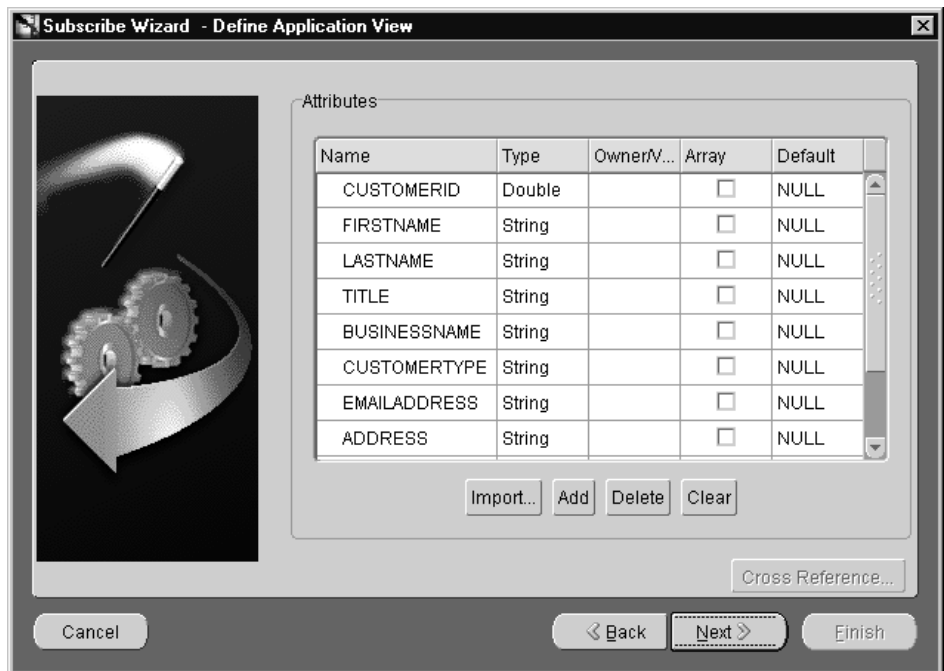 Subscribe Wizard - Define Application View
Attributes
Name Type Owner/V... Array Default
CUSTOMERID Double NULL
FIRSTNAME String NULL
LASTNAME String NULL
TITLE String NULL
BUSINESSNAME String NULL
CUSTOMERTYPE String NULL
EMAILADDRESS String NULL
ADDRESS String NULL
Import... Add Delete Clear
Cross Reference...
Cancel Back Next Finish